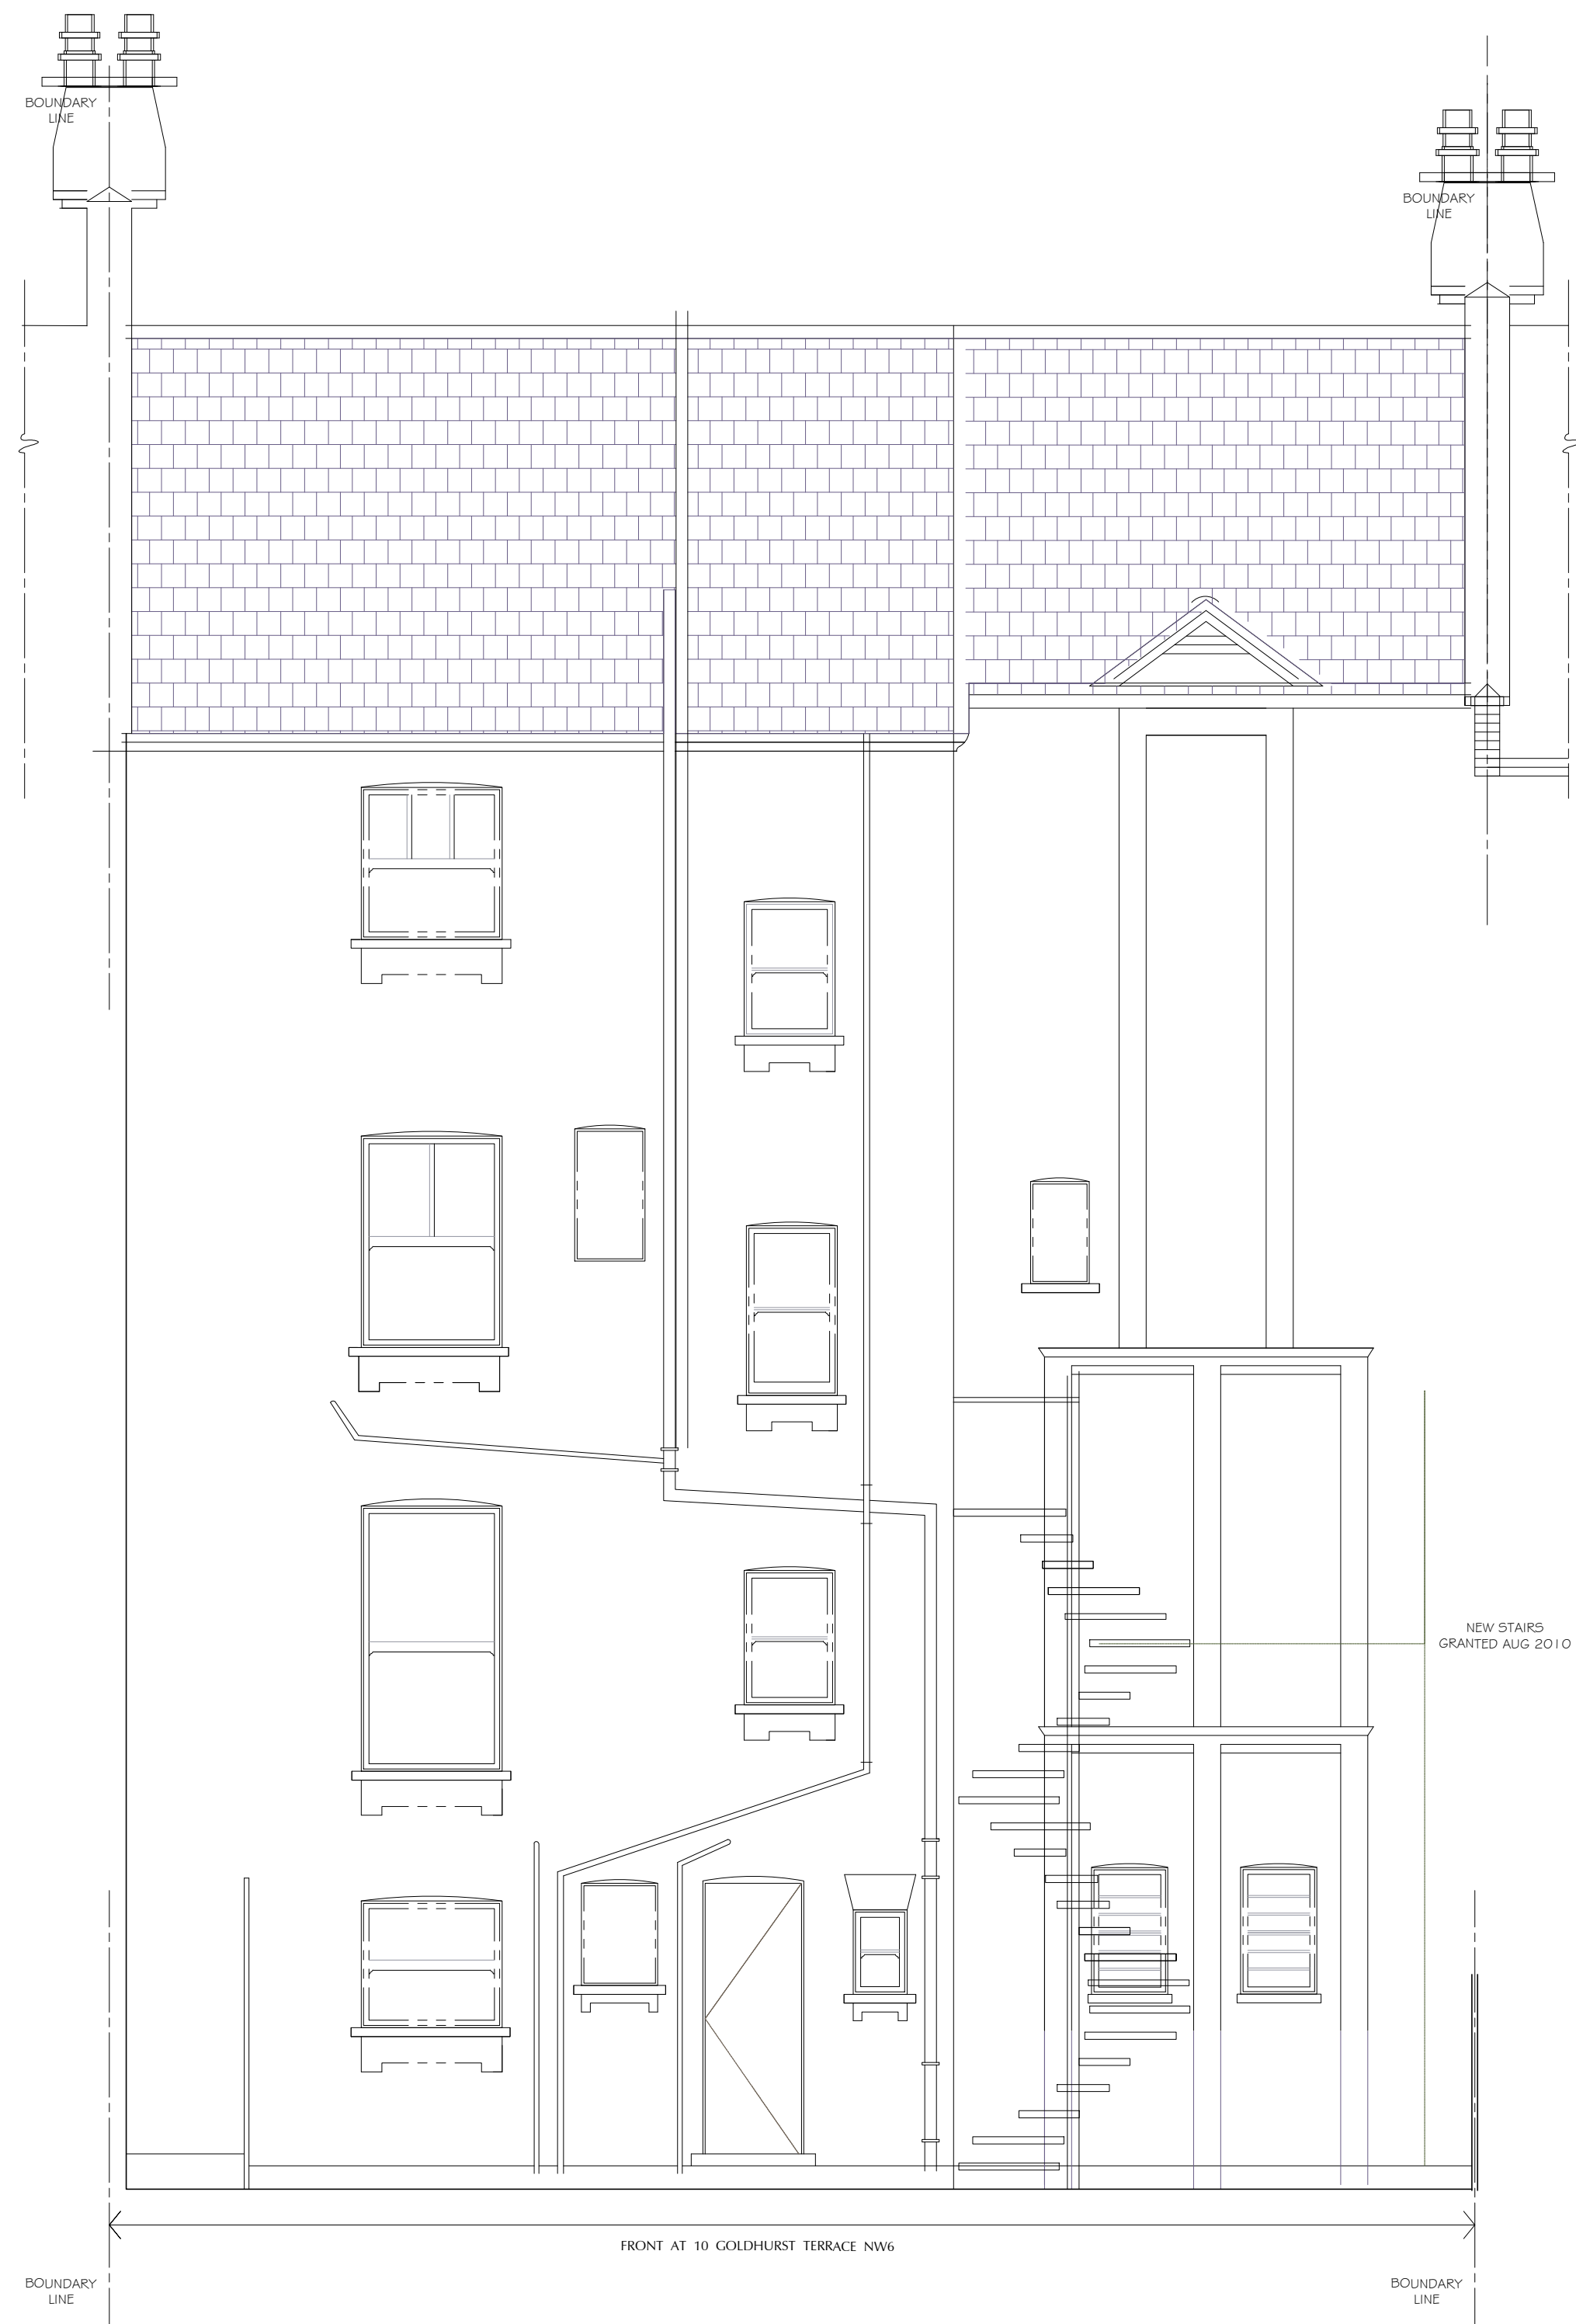 BOUNDARY
LINE
BOUNDARY
LINE
NEW STAIRS
GRANTED AUG 2010
FRONT AT 10 GOLDHURST TERRACE NW6
BOUNDARY
LINE
BOUNDARY
LINE